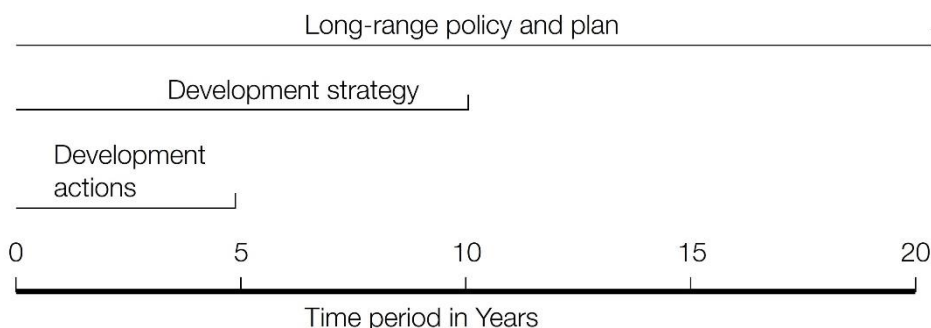 Long-range policy and plan
Development strategy
Development
actions
0 5 10 15 20
Time period in Years